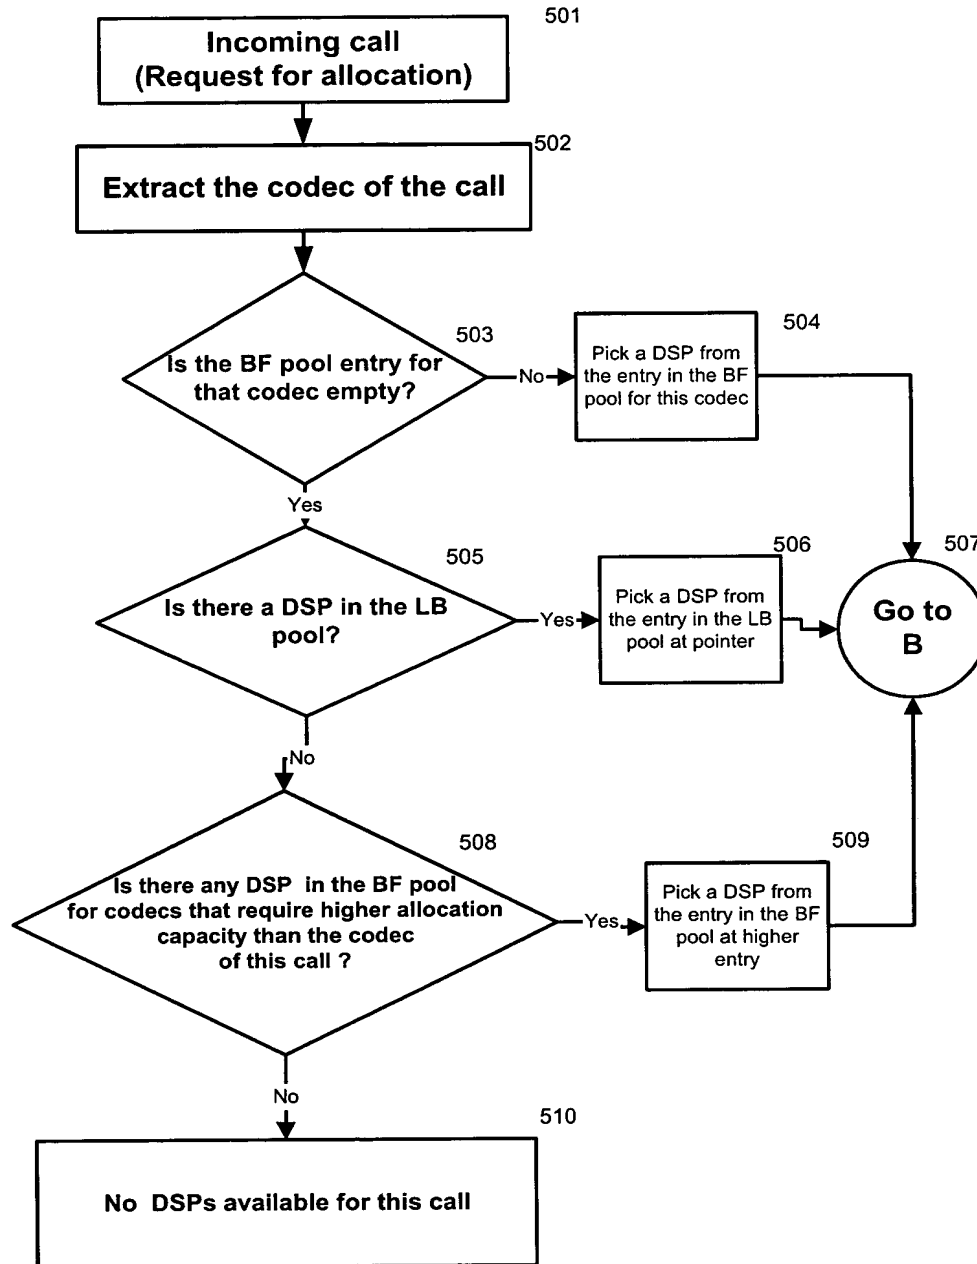 501
Incoming call
(Request for allocation)
502
Extract the codec of the call
503
Is the BF pool entry for
that codec empty?
No
504
Pick a DSP from
the entry in the BF
pool for this codec
Yes
505
Is there a DSP in the LB
pool?
Yes
506
Pick a DSP from
the entry in the LB
pool at pointer
507
Go to
B
No
508
Is there any DSP in the BF pool
for codecs that require higher allocation
capacity than the codec
of this call ?
Yes
509
Pick a DSP from
the entry in the BF
pool at higher
entry
No
510
No DSPs available for this call